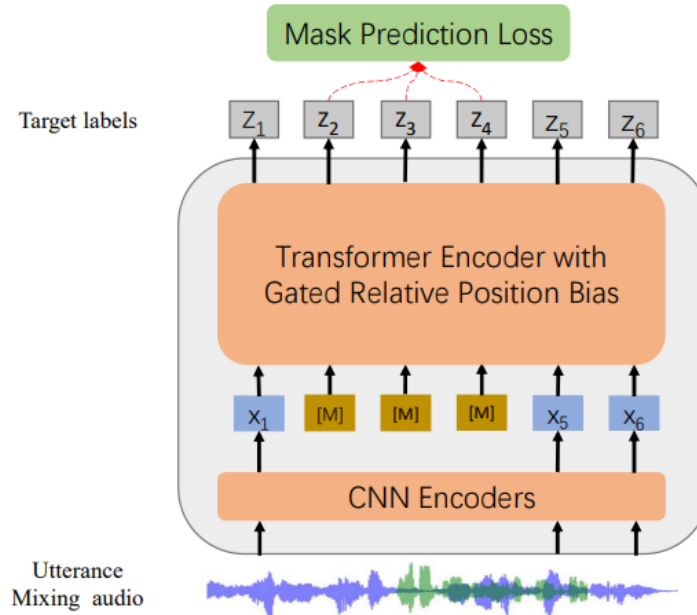 Mask Prediction Loss
Target labels
Z1 Z2 Z3 Z4 Z5 Z6
Transformer Encoder with
Gated Relative Position Bias
X1 [M] [M] [M] X5 X6
CNN Encoders
Utterance
Mixing audio